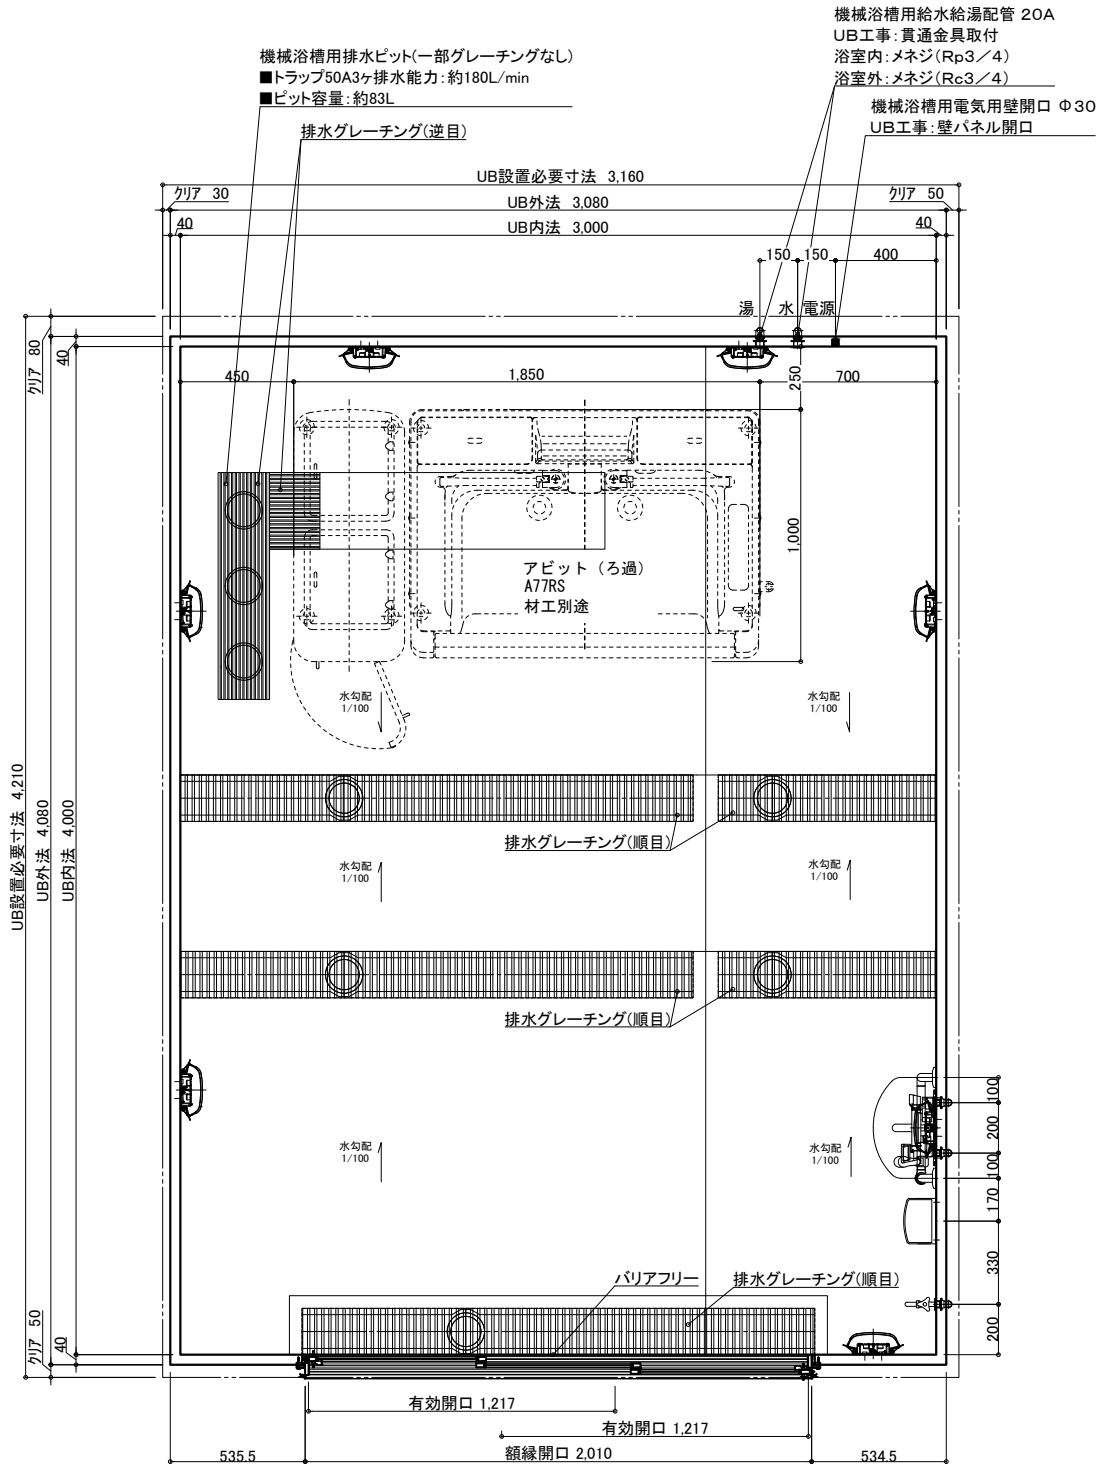 機械浴槽用給水給湯配管 20A
UB工事:貫通金具取付
浴室内:メネジ(Rp3/4)
浴室外:メネジ(Rc3/4)
機械浴槽用排水ピット(一部グレーチングなし)
■トラップ50A3ヶ排水能力:約180L/min
■ピット容量:約83L
機械浴槽用電気用壁開口 Φ30
UB工事:壁パネル開口
排水グレーチング(逆目)
UB設置必要寸法 3,160
クリア 30
UB外法 3,080
クリア 50
40
UB内法 3,000
40
150
150
400
湯 水 電源
クリア 80
40
450
1,850
250
700
1,000
アビット(ろ過)
A77RS
材工別途
水勾配
1/100
水勾配
1/100
UB設置必要寸法 4,210
UB外法 4,080
UB内法 4,000
排水グレーチング(順目)
水勾配
1/100
水勾配
1/100
排水グレーチング(順目)
100
200
100
170
330
200
水勾配
1/100
水勾配
1/100
バリアフリー
排水グレーチング(順目)
クリア 50
40
有効開口 1,217
有効開口 1,217
535.5
額縁開口 2,010
534.5